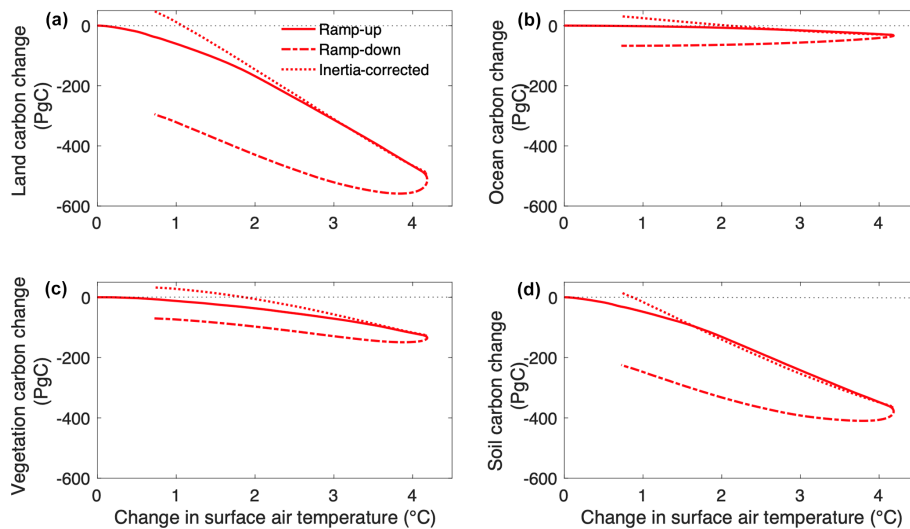 (a)
0
-200
-400
-600
Land carbon change
(PgC)
Ramp-up
Ramp-down
Inertia-corrected
0 1 2 3 4
(b)
0
-200
-400
-600
Ocean carbon change
(PgC)
0 1 2 3 4
(c)
0
-200
-400
-600
Vegetation carbon change
(PgC)
0 1 2 3 4
Change in surface air temperature (°C)
(d)
0
-200
-400
-600
Soil carbon change
(PgC)
0 1 2 3 4
Change in surface air temperature (°C)